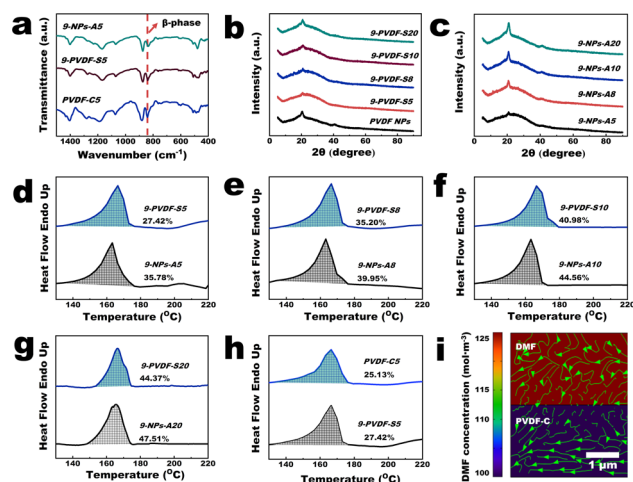 a
β-phase
Transmittance (a.u.)
9-NPs-A5
9-PVDF-S5
PVDF-C5
1400 1200 1000 800 600 400
Wavenumber (cm⁻¹)
b
Intensity (a.u.)
9-PVDF-S20
9-PVDF-S10
9-PVDF-S8
9-PVDF-S5
PVDF NPs
0 20 40 60 80
2θ (degree)
c
Intensity (a.u.)
9-NPs-A20
9-NPs-A10
9-NPs-A8
9-NPs-A5
0 20 40 60 80
2θ (degree)
d
Heat Flow Endo Up
9-PVDF-S5
27.42%
9-NPs-A5
35.78%
140 160 180 200 220
Temperature (°C)
e
Heat Flow Endo Up
9-PVDF-S8
35.20%
9-NPs-A8
39.95%
140 160 180 200 220
Temperature (°C)
f
Heat Flow Endo Up
9-PVDF-S10
40.98%
9-NPs-A10
44.56%
140 160 180 200 220
Temperature (°C)
g
Heat Flow Endo Up
9-PVDF-S20
44.37%
9-NPs-A20
47.51%
140 160 180 200 220
Temperature (°C)
h
Heat Flow Endo Up
PVDF-C5
25.13%
9-PVDF-S5
27.42%
140 160 180 200 220
Temperature (°C)
i
DMF concentration (mol·m⁻³)
125
115
110
100
DMF
PVDF-C
1 μm